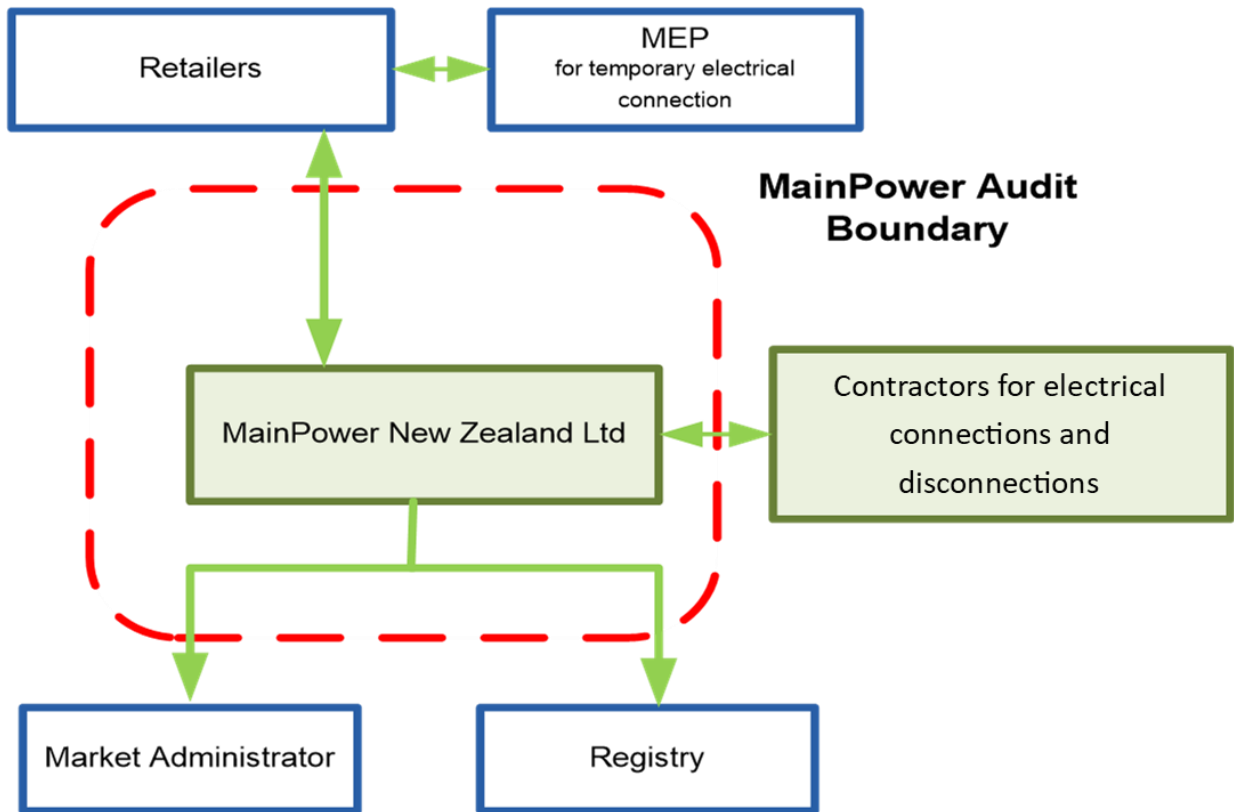 Retailers
MEP
for temporary electrical
connection
MainPower Audit
Boundary
MainPower New Zealand Ltd
Contractors for electrical
connections and
disconnections
Market Administrator
Registry